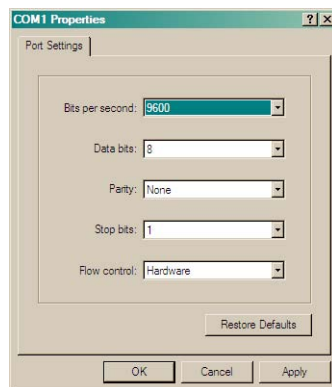 COM1 Properties
Port Settings
Bits per second: 9600
Data bits: 8
Parity: None
Stop bits: 1
Flow control: Hardware
Restore Defaults
OK Cancel Apply